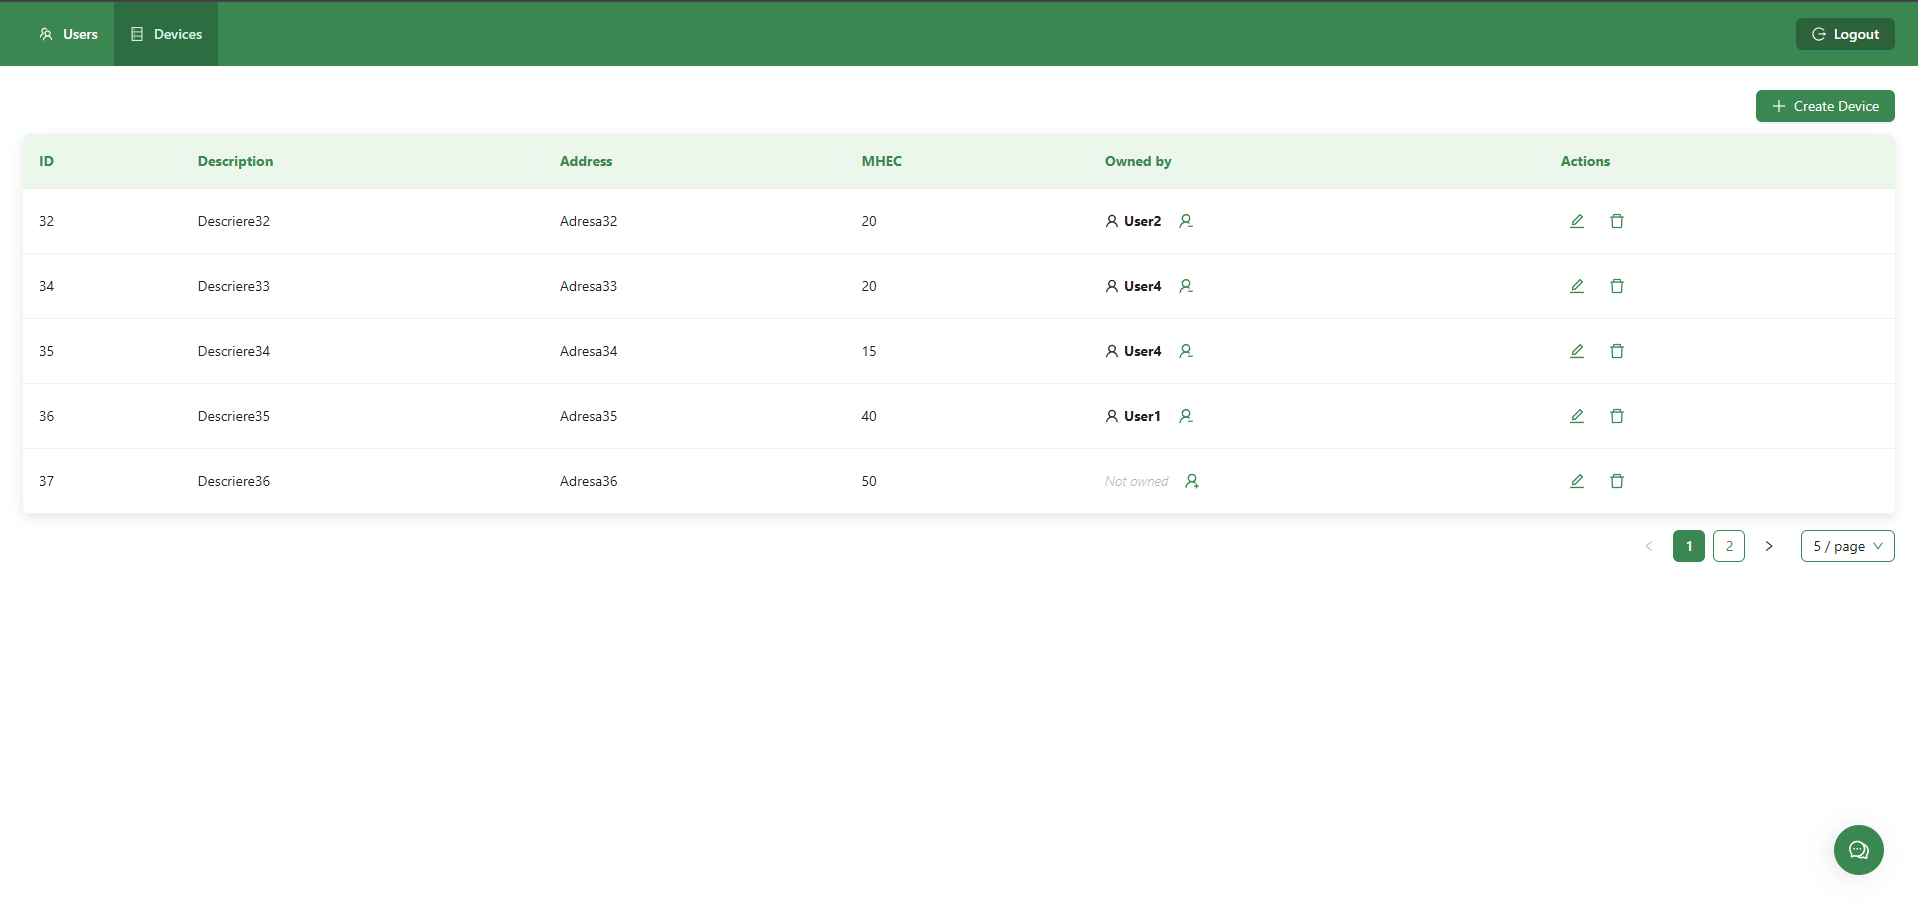 Users Devices Logout
Create Device
ID Description Address MHEC Owned by Actions
32 Descriere32 Adresa32 20 User2
34 Descriere33 Adresa33 20 User4
35 Descriere34 Adresa34 15 User4
36 Descriere35 Adresa35 40 User1
37 Descriere36 Adresa36 50 Not owned
1 2 5 / page